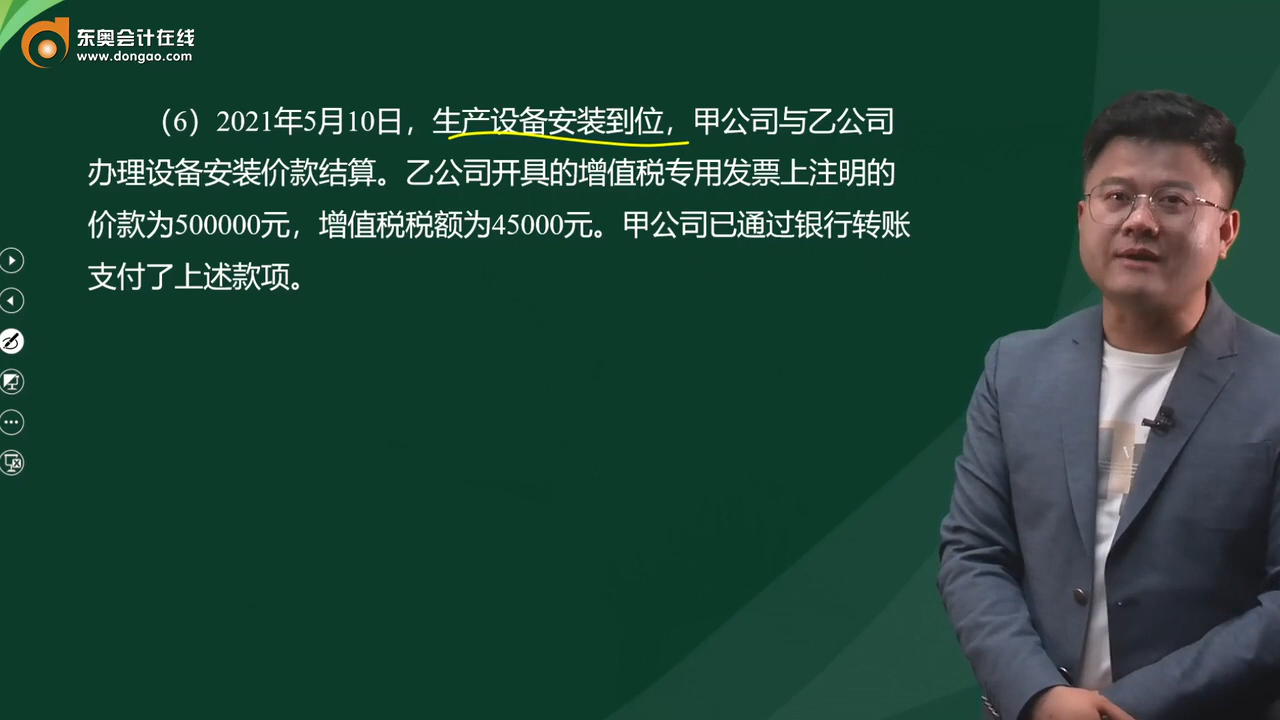 东奥会计在线
www.dongao.com
（6）2021年5月10日，生产设备安装到位，甲公司与乙公司
办理设备安装价款结算。乙公司开具的增值税专用发票上注明的
价款为500000元，增值税税额为45000元。甲公司已通过银行转账
支付了上述款项。